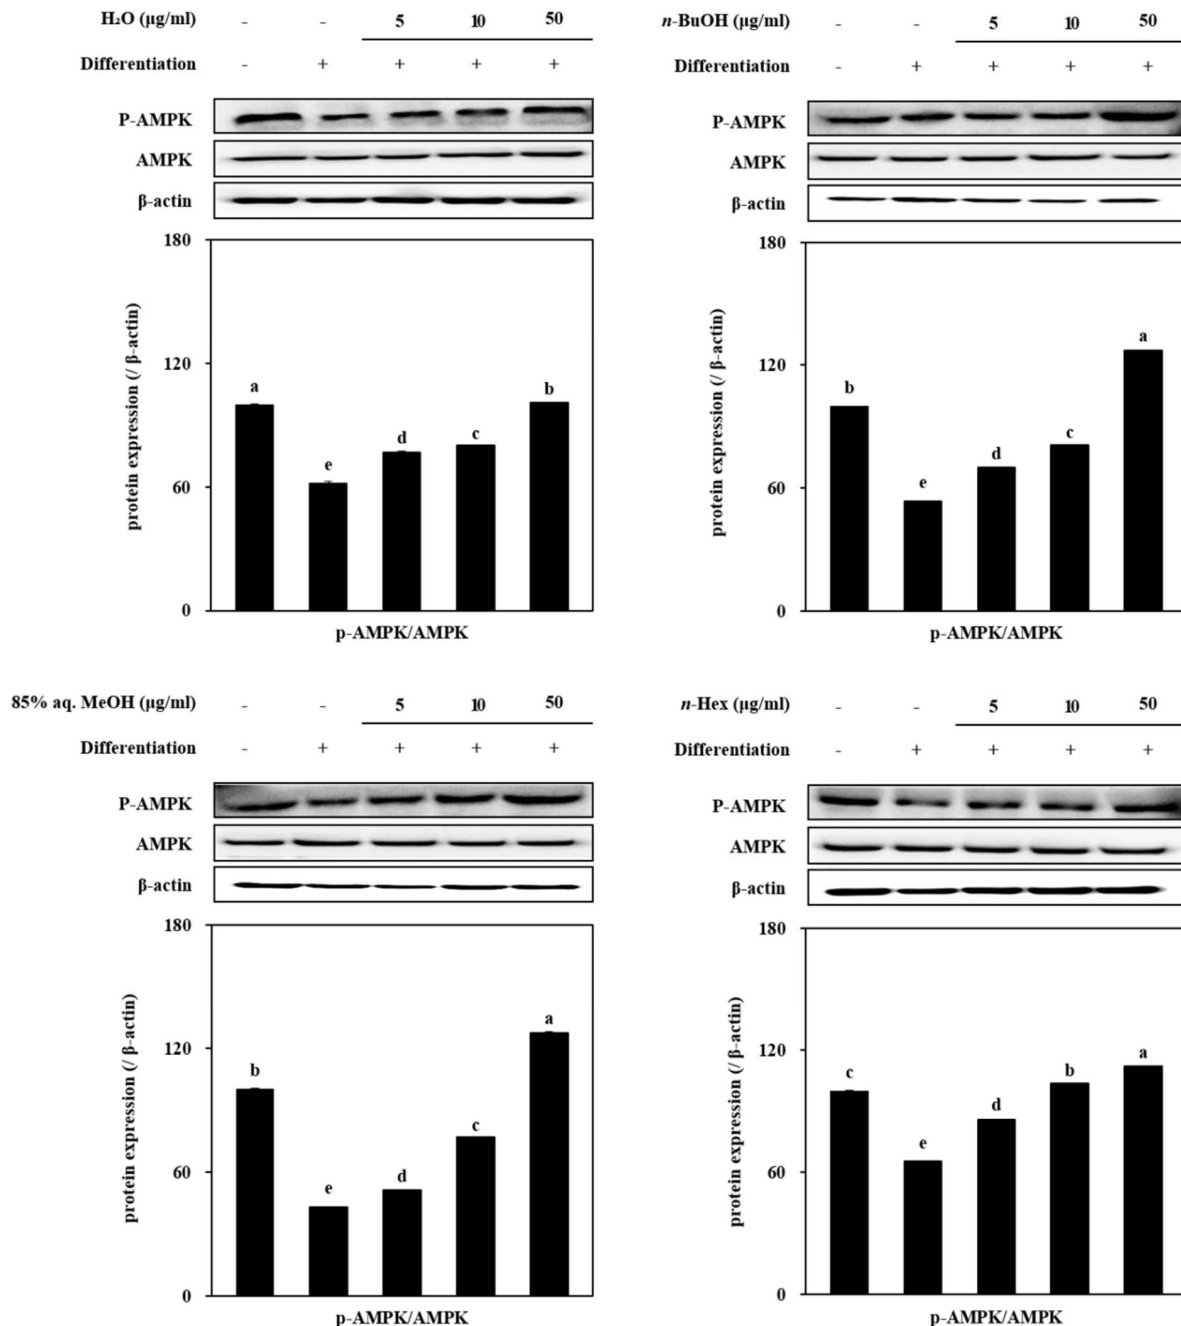 H₂O (μg/ml) - - 5 10 50
Differentiation - + + + +
P-AMPK
AMPK
β-actin
180
120
60
0
protein expression (/ β-actin)
a
e
d
c
b
p-AMPK/AMPK
n-BuOH (μg/ml) - - 5 10 50
Differentiation - + + + +
P-AMPK
AMPK
β-actin
180
120
60
0
protein expression (/ β-actin)
b
e
d
c
a
p-AMPK/AMPK
85% aq. MeOH (μg/ml) - - 5 10 50
Differentiation - + + + +
P-AMPK
AMPK
β-actin
180
120
60
0
protein expression (/ β-actin)
b
e
d
c
a
p-AMPK/AMPK
n-Hex (μg/ml) - - 5 10 50
Differentiation - + + + +
P-AMPK
AMPK
β-actin
180
120
60
0
protein expression (/ β-actin)
c
e
d
b
a
p-AMPK/AMPK